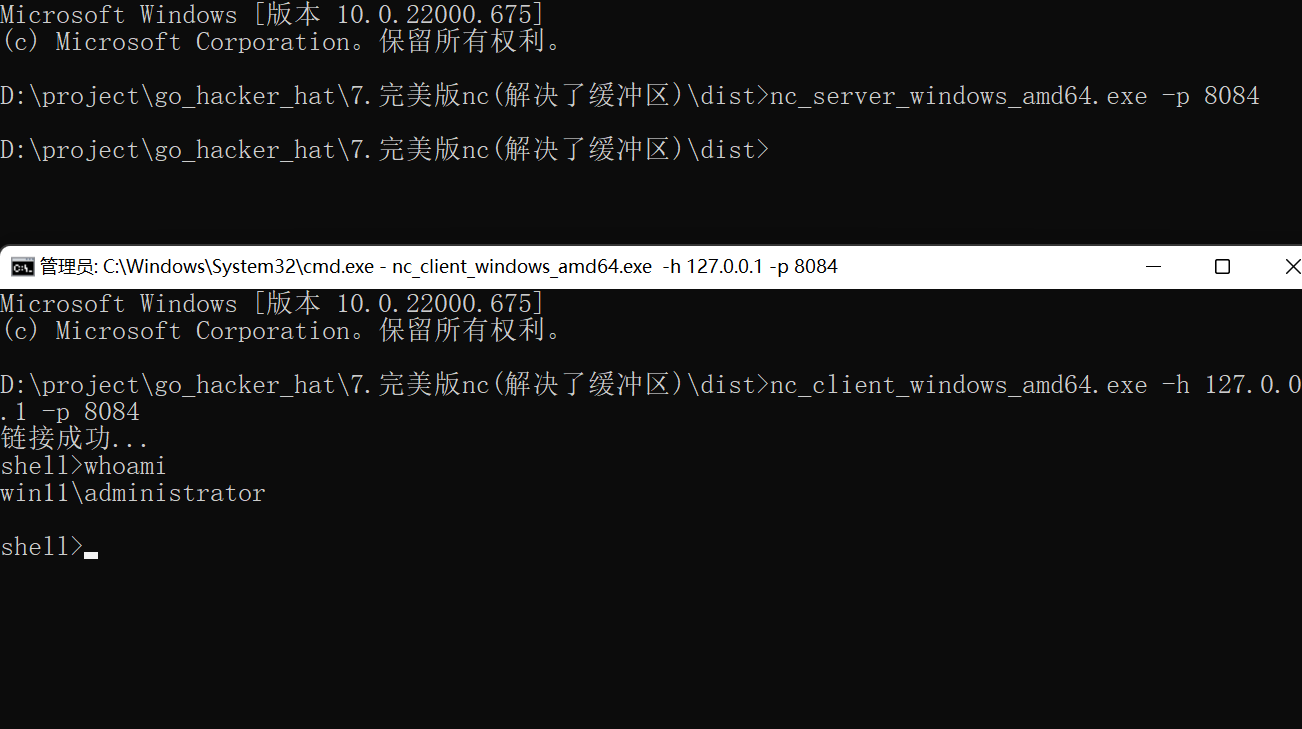 Microsoft Windows [版本 10.0.22000.675]
(c) Microsoft Corporation。保留所有权利。
D:\project\go_hacker_hat\7.完美版nc(解决了缓冲区)\dist>nc_server_windows_amd64.exe -p 8084
D:\project\go_hacker_hat\7.完美版nc(解决了缓冲区)\dist>
管理员: C:\Windows\System32\cmd.exe - nc_client_windows_amd64.exe  -h 127.0.0.1 -p 8084
Microsoft Windows [版本 10.0.22000.675]
(c) Microsoft Corporation。保留所有权利。
D:\project\go_hacker_hat\7.完美版nc(解决了缓冲区)\dist>nc_client_windows_amd64.exe -h 127.0.0
.1 -p 8084
链接成功...
shell>whoami
win11\administrator
shell>